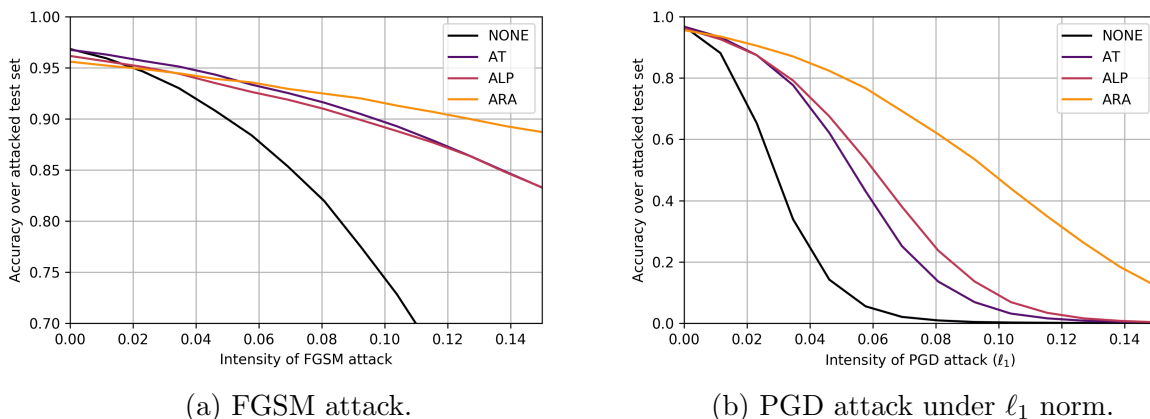 1.00
0.95
0.90
0.85
0.80
0.75
0.70
Accuracy over attacked test set
0.00 0.02 0.04 0.06 0.08 0.10 0.12 0.14
Intensity of FGSM attack
NONE
AT
ALP
ARA
(a) FGSM attack.
1.0
0.8
0.6
0.4
0.2
0.0
Accuracy over attacked test set
0.00 0.02 0.04 0.06 0.08 0.10 0.12 0.14
Intensity of PGD attack (ℓ₁)
NONE
AT
ALP
ARA
(b) PGD attack under ℓ₁ norm.